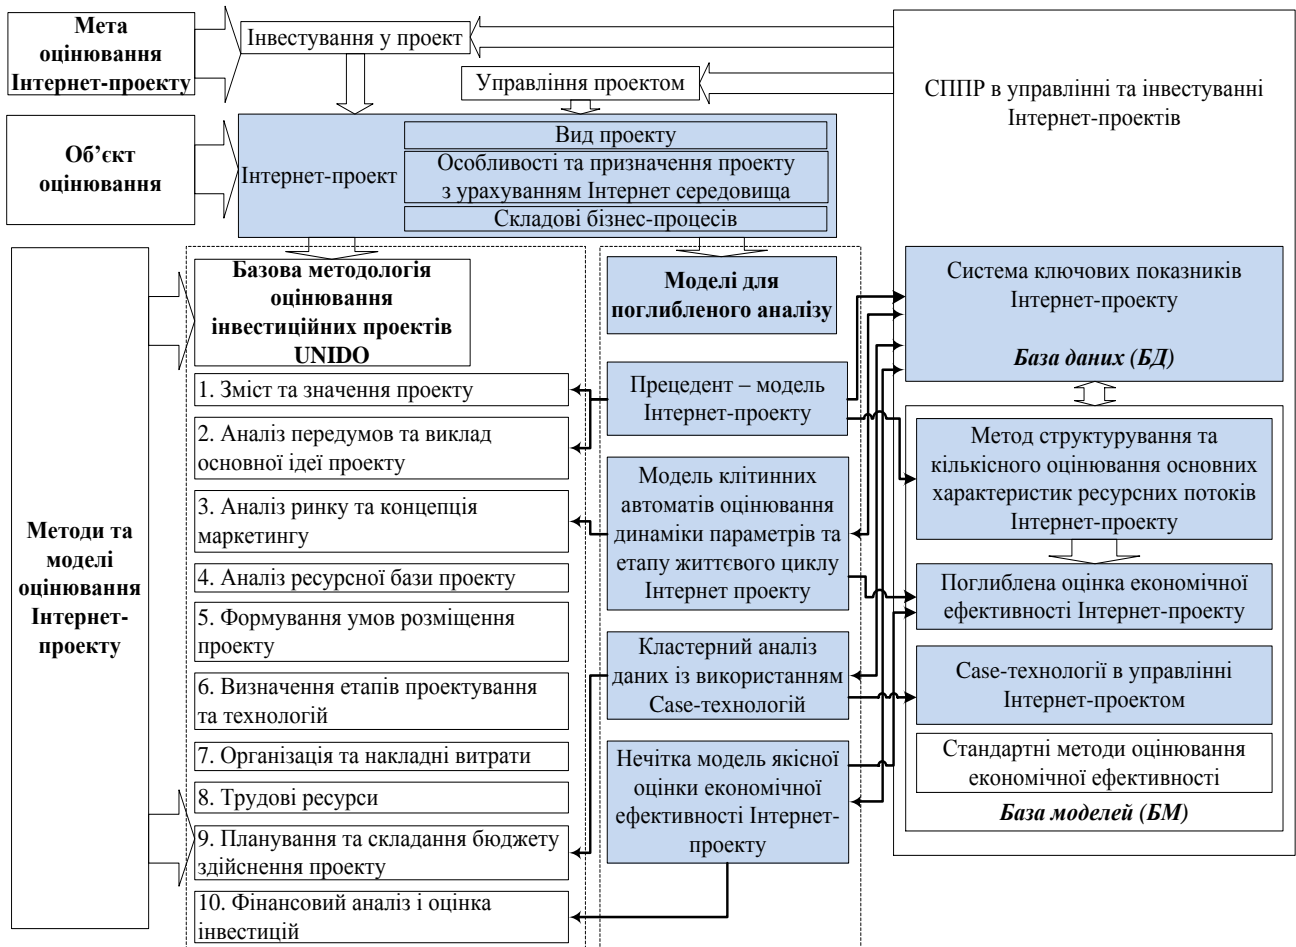 Мета
оцінювання
Інтернет-проекту
Інвестування у проект
Управління проектом
СППР в управлінні та інвестуванні
Інтернет-проектів
Об’єкт
оцінювання
Інтернет-проект
Вид проекту
Особливості та призначення проекту
з урахуванням Інтернет середовища
Складові бізнес-процесів
Методи та
моделі
оцінювання
Інтернет-
проекту
Базова методологія
оцінювання
інвестиційних проектів
UNIDO
1. Зміст та значення проекту
2. Аналіз передумов та виклад
основної ідеї проекту
3. Аналіз ринку та концепція
маркетингу
4. Аналіз ресурсної бази проекту
5. Формування умов розміщення
проекту
6. Визначення етапів проектування
та технологій
7. Організація та накладні витрати
8. Трудові ресурси
9. Планування та складання бюджету
здійснення проекту
10. Фінансовий аналіз і оцінка
інвестицій
Моделі для
поглибленого аналізу
Прецедент – модель
Інтернет-проекту
Модель клітинних
автоматів оцінювання
динаміки параметрів та
етапу життєвого циклу
Інтернет проекту
Кластерний аналіз
даних із використанням
Case-технологій
Нечітка модель якісної
оцінки економічної
ефективності Інтернет-
проекту
Система ключових показників
Інтернет-проекту
База даних (БД)
Метод структурування та
кількісного оцінювання основних
характеристик ресурсних потоків
Інтернет-проекту
Поглиблена оцінка економічної
ефективності Інтернет-проекту
Case-технології в управлінні
Інтернет-проектом
Стандартні методи оцінювання
економічної ефективності
База моделей (БМ)